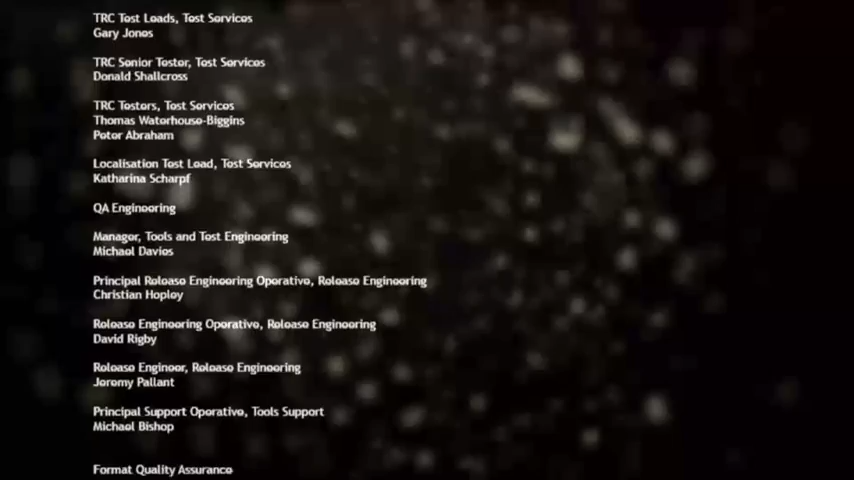 TRC Test Leads, Test Services
Gary Jones
TRC Senior Tester, Test Services
Donald Shallcross
TRC Testers, Test Services
Thomas Waterhouse-Biggins
Peter Abraham
Localisation Test Lead, Test Services
Katharina Scharpf
QA Engineering
Manager, Tools and Test Engineering
Michael Davies
Principal Release Engineering Operative, Release Engineering
Christian Hopley
Release Engineering Operative, Release Engineering
David Rigby
Release Engineer, Release Engineering
Jeremy Pallant
Principal Support Operative, Tools Support
Michael Bishop
Format Quality Assurance